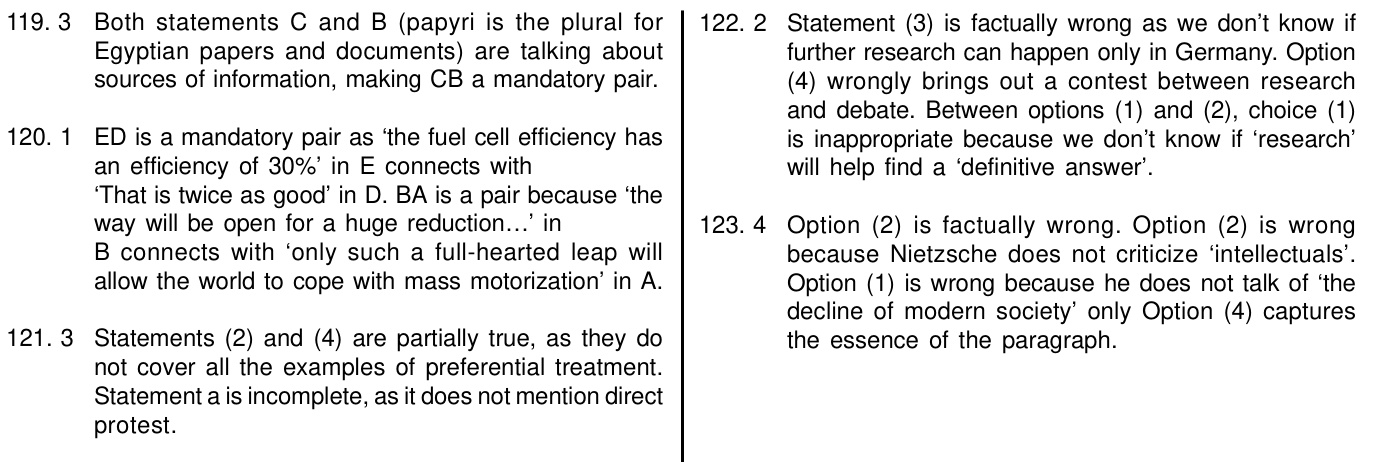 119. 3 Both statements C and B (papyri is the plural for
Egyptian papers and documents) are talking about
sources of information, making CB a mandatory pair.
120. 1 ED is a mandatory pair as ‘the fuel cell efficiency has
an efficiency of 30%’ in E connects with
‘That is twice as good’ in D. BA is a pair because ‘the
way will be open for a huge reduction...’ in
B connects with ‘only such a full-hearted leap will
allow the world to cope with mass motorization’ in A.
121. 3 Statements (2) and (4) are partially true, as they do
not cover all the examples of preferential treatment.
Statement a is incomplete, as it does not mention direct
protest.
122. 2 Statement (3) is factually wrong as we don’t know if
further research can happen only in Germany. Option
(4) wrongly brings out a contest between research
and debate. Between options (1) and (2), choice (1)
is inappropriate because we don’t know if ‘research’
will help find a ‘definitive answer’.
123. 4 Option (2) is factually wrong. Option (2) is wrong
because Nietzsche does not criticize ‘intellectuals’.
Option (1) is wrong because he does not talk of ‘the
decline of modern society’ only Option (4) captures
the essence of the paragraph.